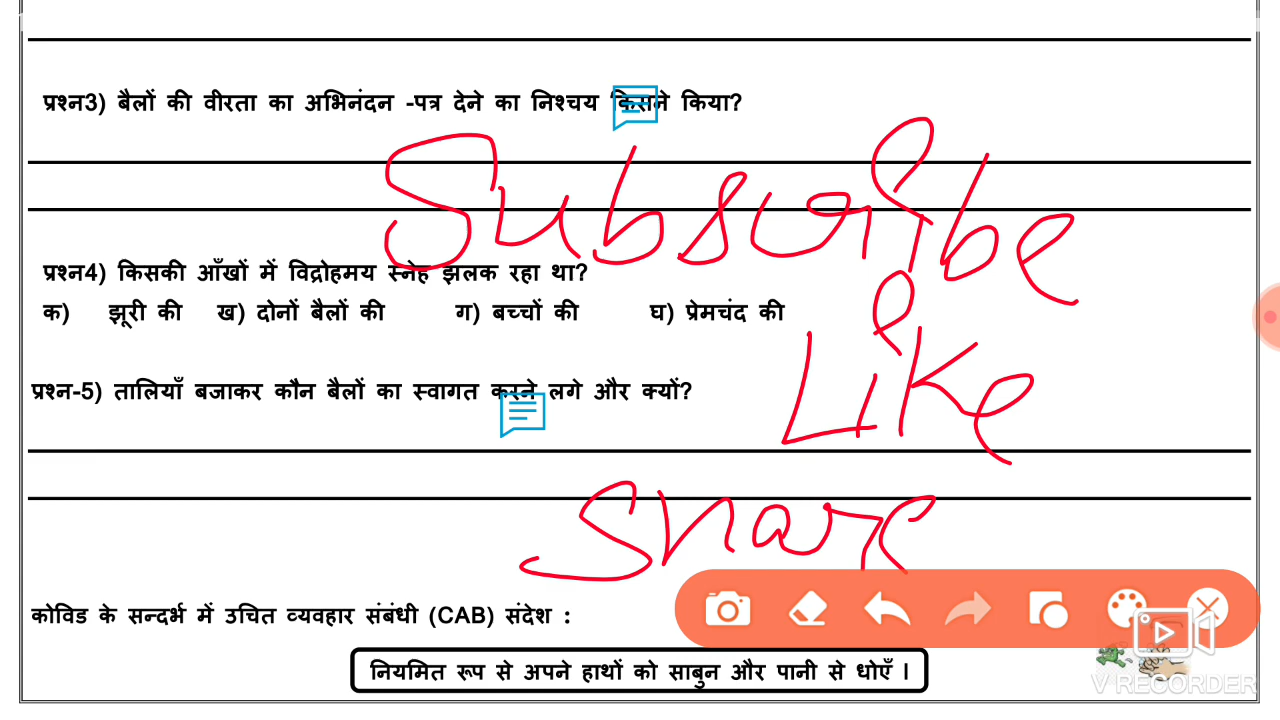 प्रश्न3) बैलों की वीरता का अभिनंदन -पत्र देने का निश्चय किसने किया?
Subscribe
प्रश्न4) किसकी आँखों में विद्रोहमय स्नेह झलक रहा था?
क) झूरी की ख) दोनों बैलों की ग) बच्चों की घ) प्रेमचंद की
Like
प्रश्न-5) तालियाँ बजाकर कौन बैलों का स्वागत करने लगे और क्यों?
Share
कोविड के सन्दर्भ में उचित व्यवहार संबंधी (CAB) संदेश :
नियमित रूप से अपने हाथों को साबुन और पानी से धोएँ ।
V RECORDER